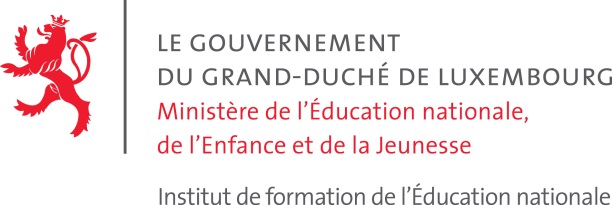 LE GOUVERNEMENT
DU GRAND-DUCHÉ DE LUXEMBOURG
Ministère de l'Éducation nationale,
de l'Enfance et de la Jeunesse
Institut de formation de l'Éducation nationale